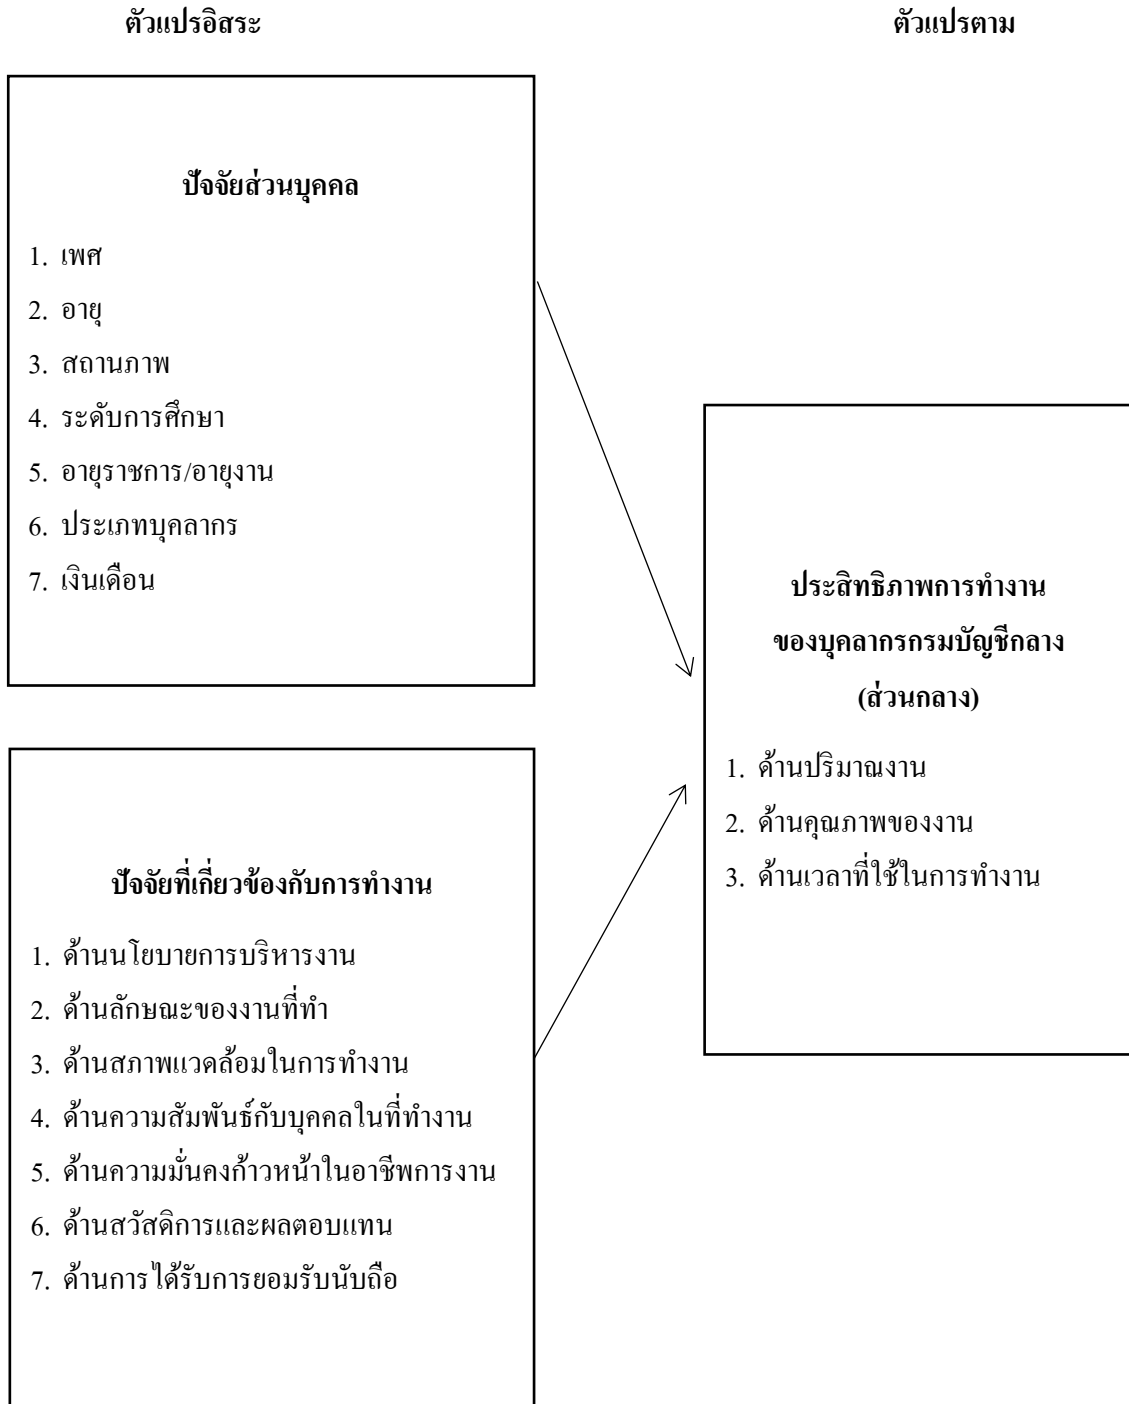 ตัวแปรอิสระ
ตัวแปรตาม
ปัจจัยส่วนบุคคล
1. เพศ
2. อายุ
3. สถานภาพ
4. ระดับการศึกษา
5. อายุราชการ/อายุงาน
6. ประเภทบุคลากร
7. เงินเดือน
ปัจจัยที่เกี่ยวข้องกับการทำงาน
1. ด้านนโยบายการบริหารงาน
2. ด้านลักษณะของงานที่ทำ
3. ด้านสภาพแวดล้อมในการทำงาน
4. ด้านความสัมพันธ์กับบุคคลในที่ทำงาน
5. ด้านความมั่นคงก้าวหน้าในอาชีพการงาน
6. ด้านสวัสดิการและผลตอบแทน
7. ด้านการได้รับการยอมรับนับถือ
ประสิทธิภาพการทำงาน
ของบุคลากรกรมบัญชีกลาง
(ส่วนกลาง)
1. ด้านปริมาณงาน
2. ด้านคุณภาพของงาน
3. ด้านเวลาที่ใช้ในการทำงาน